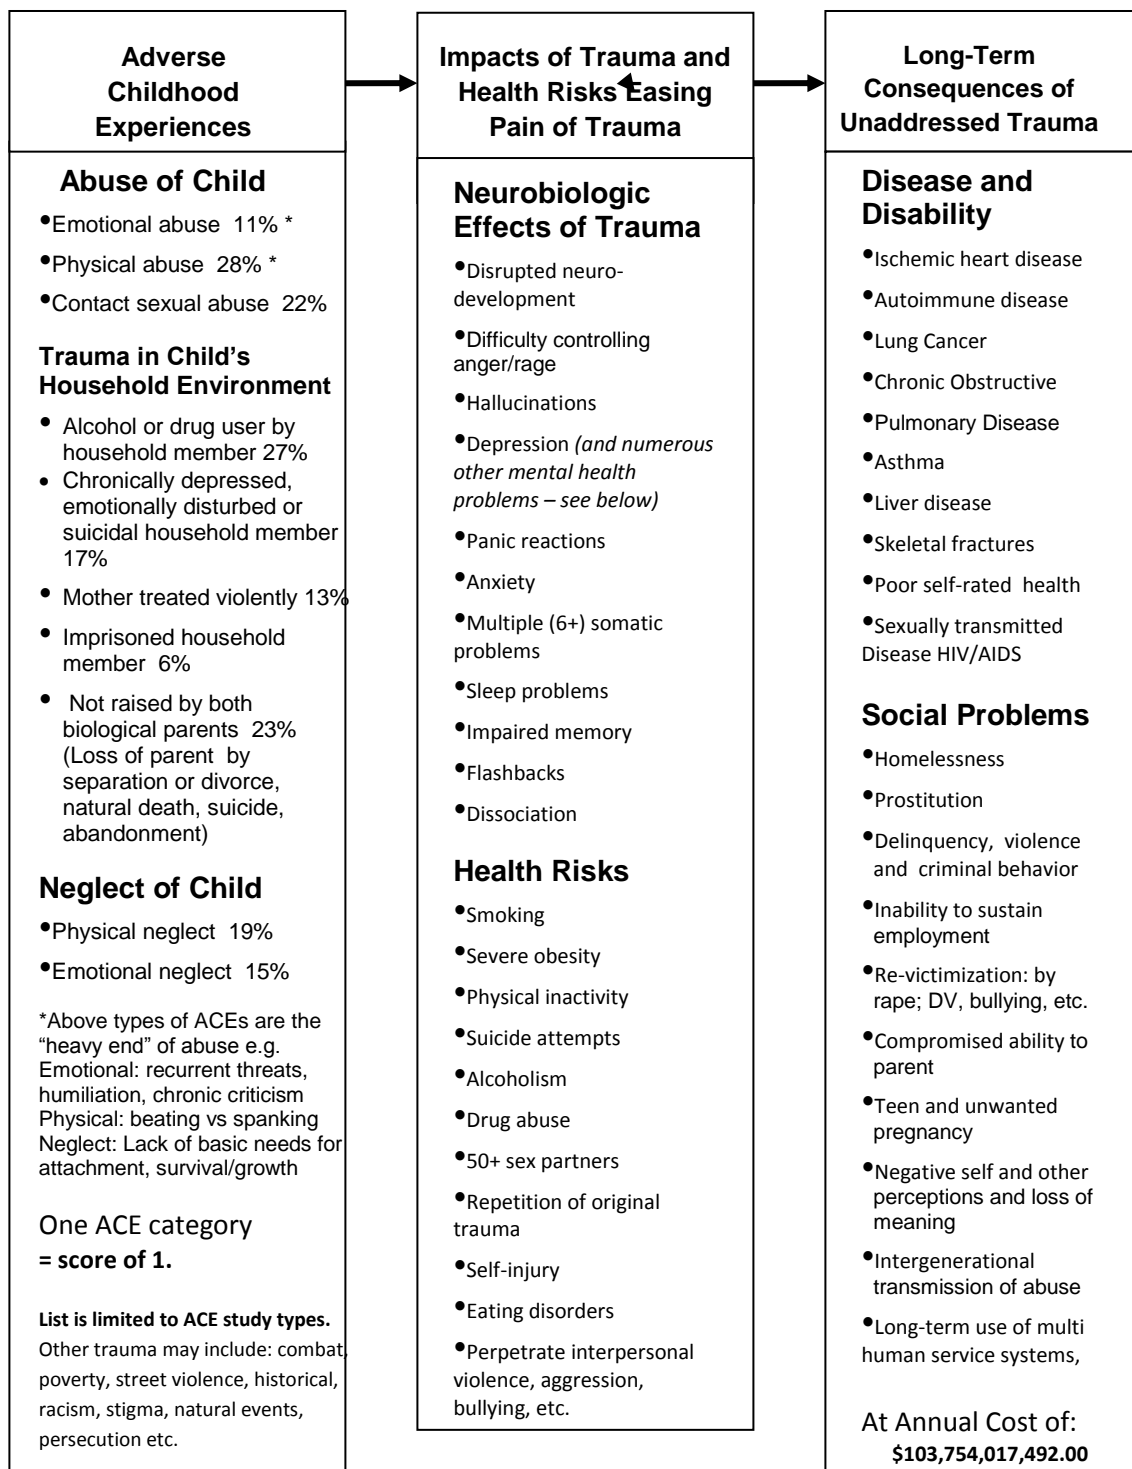 Adverse
Childhood
Experiences
Abuse of Child
•Emotional abuse 11% *
•Physical abuse 28% *
•Contact sexual abuse 22%
Trauma in Child’s
Household Environment
• Alcohol or drug user by
household member 27%
• Chronically depressed,
emotionally disturbed or
suicidal household member
17%
• Mother treated violently 13%
• Imprisoned household
member 6%
• Not raised by both
biological parents 23%
(Loss of parent by
separation or divorce,
natural death, suicide,
abandonment)
Neglect of Child
•Physical neglect 19%
•Emotional neglect 15%
*Above types of ACEs are the
“heavy end” of abuse e.g.
Emotional: recurrent threats,
humiliation, chronic criticism
Physical: beating vs spanking
Neglect: Lack of basic needs for
attachment, survival/growth
One ACE category
= score of 1.
List is limited to ACE study types.
Other trauma may include: combat,
poverty, street violence, historical,
racism, stigma, natural events,
persecution etc.
Impacts of Trauma and
Health Risks Easing
Pain of Trauma
Neurobiologic
Effects of Trauma
•Disrupted neuro-
development
•Difficulty controlling
anger/rage
•Hallucinations
•Depression (and numerous
other mental health
problems – see below)
•Panic reactions
•Anxiety
•Multiple (6+) somatic
problems
•Sleep problems
•Impaired memory
•Flashbacks
•Dissociation
Health Risks
•Smoking
•Severe obesity
•Physical inactivity
•Suicide attempts
•Alcoholism
•Drug abuse
•50+ sex partners
•Repetition of original
trauma
•Self-injury
•Eating disorders
•Perpetrate interpersonal
violence, aggression,
bullying, etc.
Long-Term
Consequences of
Unaddressed Trauma
Disease and
Disability
•Ischemic heart disease
•Autoimmune disease
•Lung Cancer
•Chronic Obstructive
•Pulmonary Disease
•Asthma
•Liver disease
•Skeletal fractures
•Poor self-rated health
•Sexually transmitted
Disease HIV/AIDS
Social Problems
•Homelessness
•Prostitution
•Delinquency, violence
and criminal behavior
•Inability to sustain
employment
•Re-victimization: by
rape; DV, bullying, etc.
•Compromised ability to
parent
•Teen and unwanted
pregnancy
•Negative self and other
perceptions and loss of
meaning
•Intergenerational
transmission of abuse
•Long-term use of multi
human service systems,
At Annual Cost of:
$103,754,017,492.00